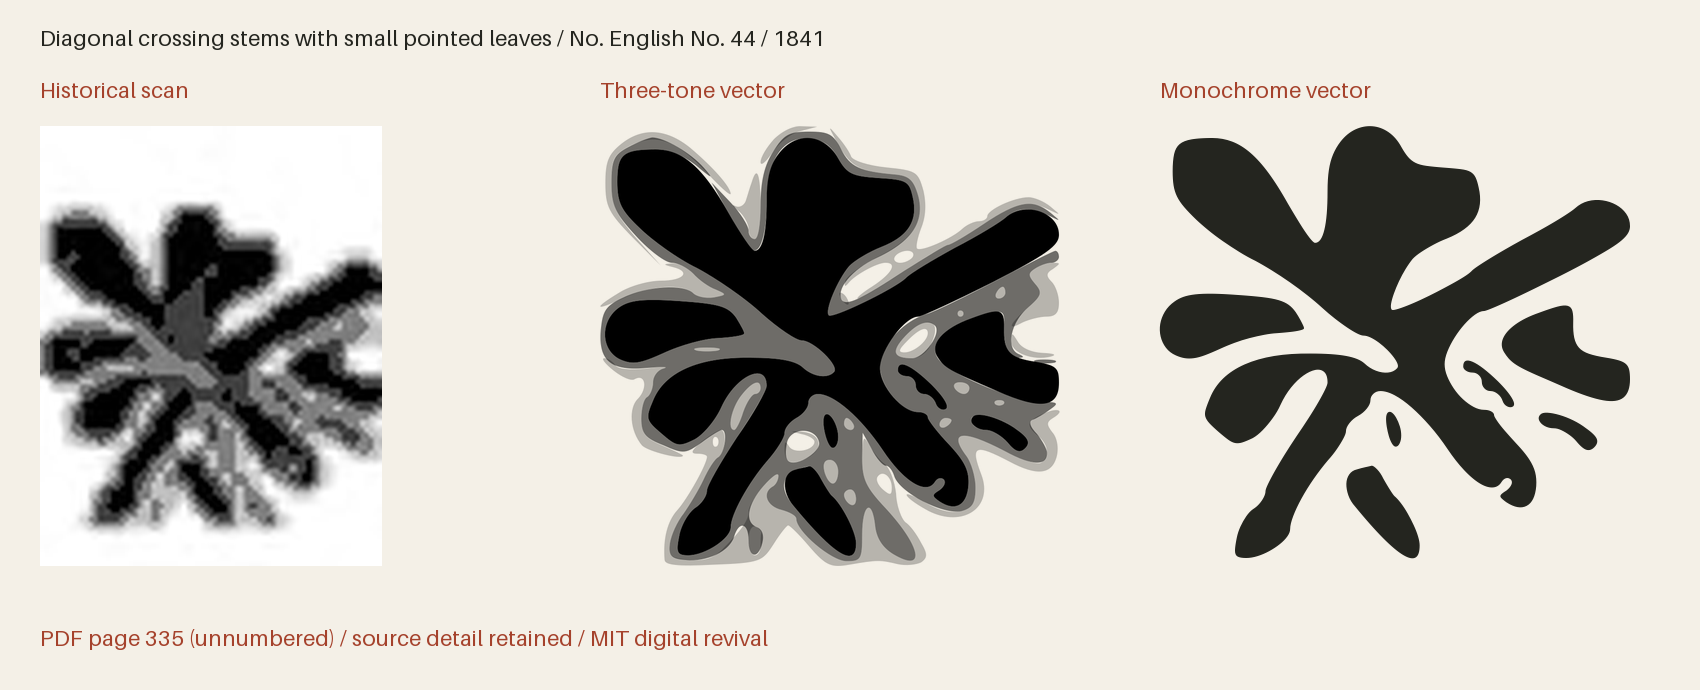 Diagonal crossing stems with small pointed leaves / No. English No. 44 / 1841
Historical scan
Three-tone vector
Monochrome vector
PDF page 335 (unnumbered) / source detail retained / MIT digital revival